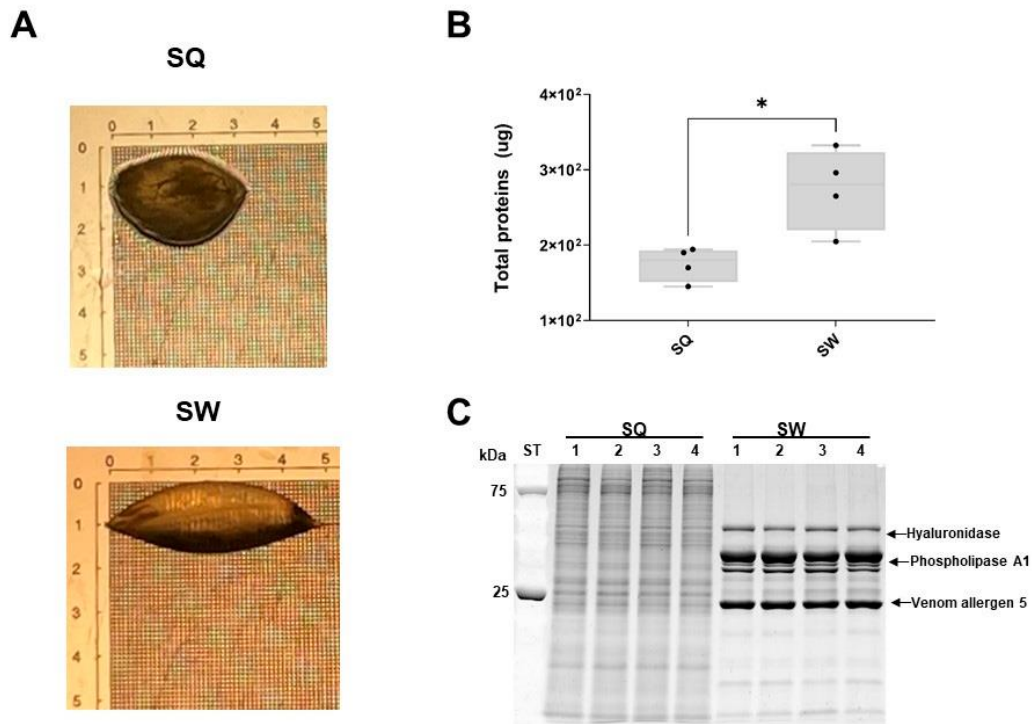 A
SQ
0 1 2 3 4 5
0
1
2
3
4
5
SW
0 1 2 3 4 5
0
1
2
3
4
5
B
Total proteins (ug)
4×10²
3×10²
2×10²
1×10²
*
SQ SW
C
SQ SW
kDa ST 1 2 3 4 1 2 3 4
75
25
Hyaluronidase
Phospholipase A1
Venom allergen 5